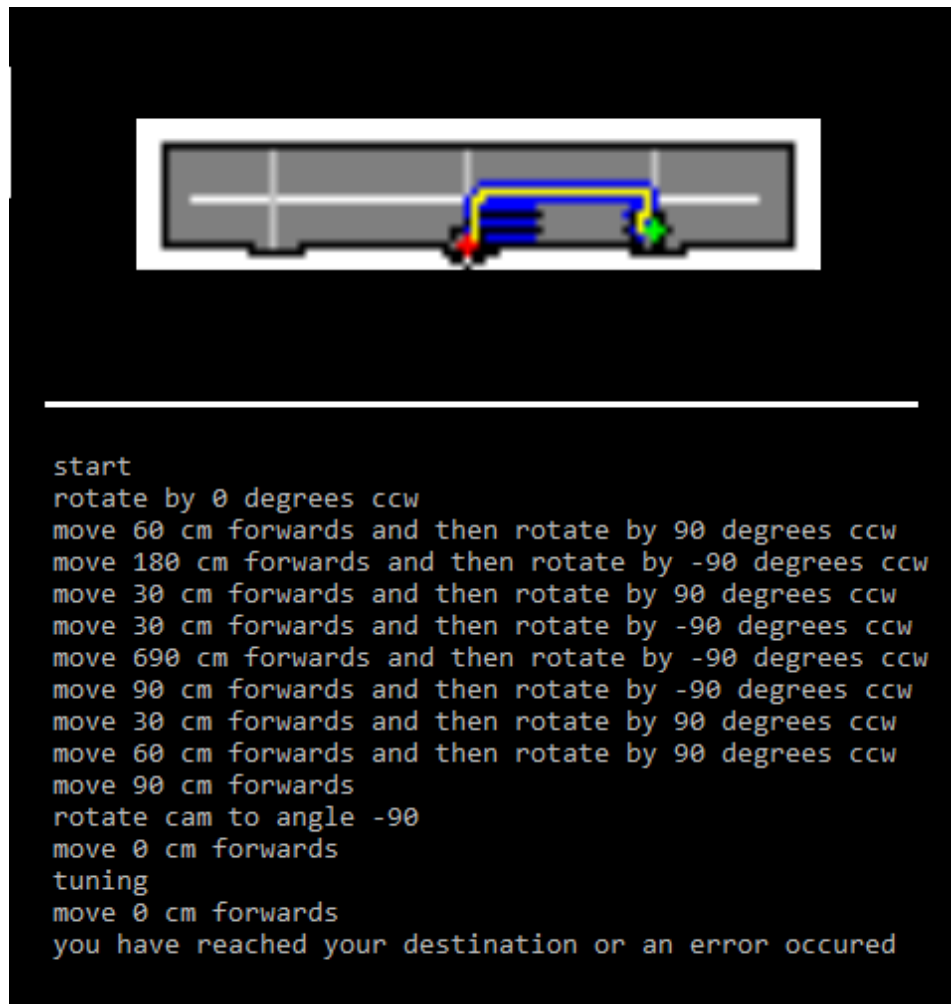 start
rotate by 0 degrees ccw
move 60 cm forwards and then rotate by 90 degrees ccw
move 180 cm forwards and then rotate by -90 degrees ccw
move 30 cm forwards and then rotate by 90 degrees ccw
move 30 cm forwards and then rotate by -90 degrees ccw
move 690 cm forwards and then rotate by -90 degrees ccw
move 90 cm forwards and then rotate by -90 degrees ccw
move 30 cm forwards and then rotate by 90 degrees ccw
move 60 cm forwards and then rotate by 90 degrees ccw
move 90 cm forwards
rotate cam to angle -90
move 0 cm forwards
tuning
move 0 cm forwards
you have reached your destination or an error occured